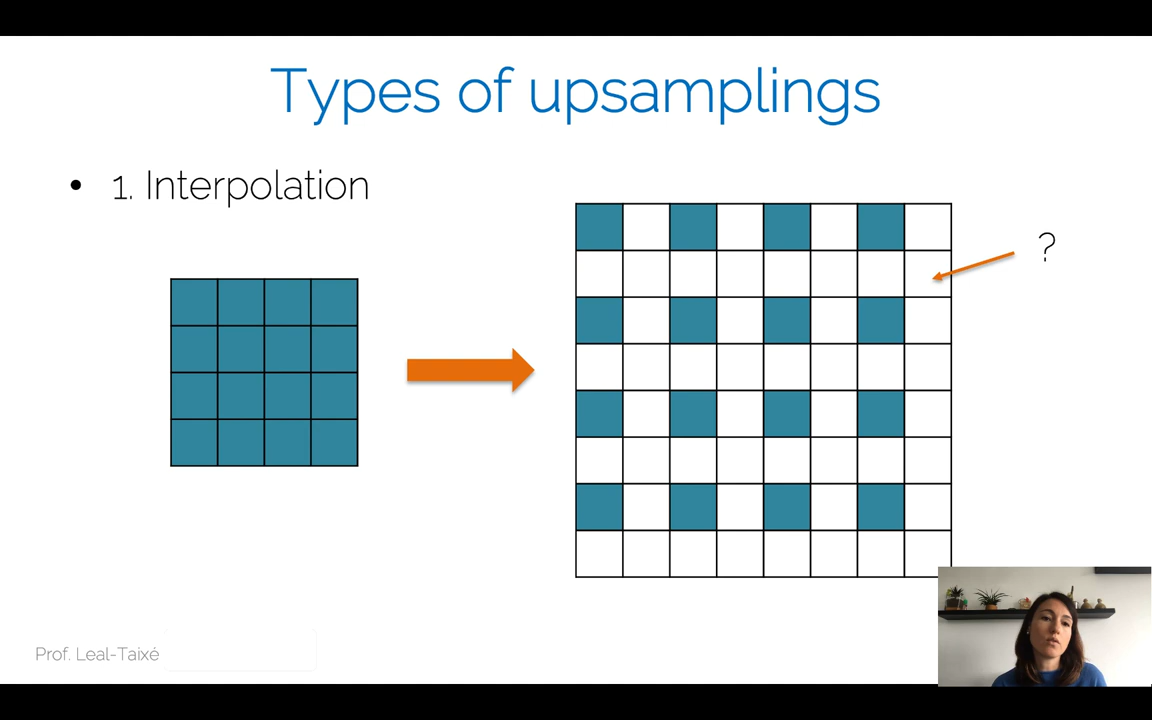 Types of upsamplings
• 1. Interpolation
?
Prof. Leal-Taixé